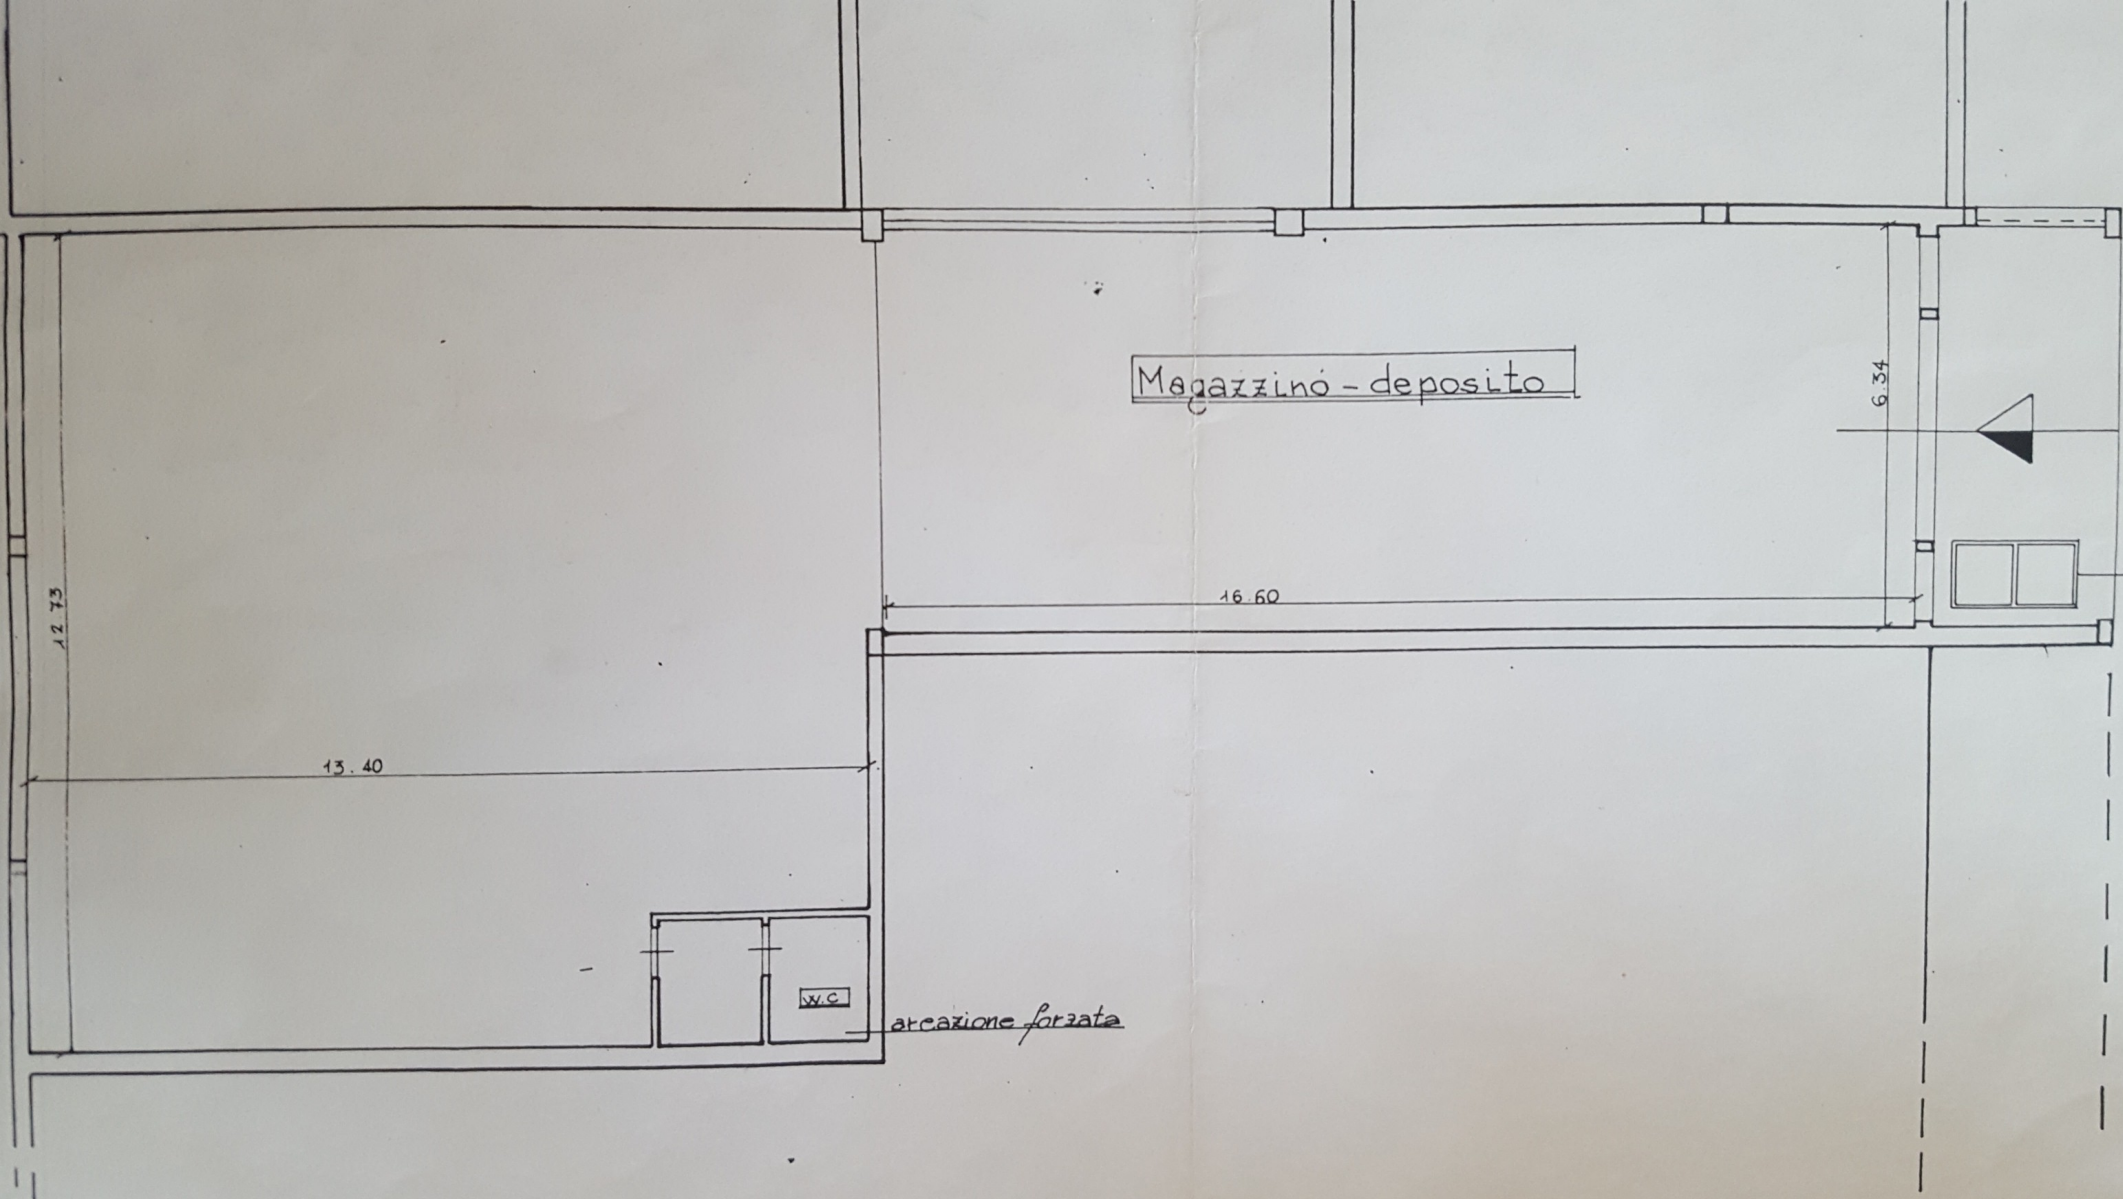 Magazzino - deposito
6.34
16.60
12.73
13.40
W.C
areazione forzata